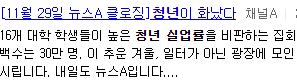 [11월 29일 뉴스A 클로징]청년이 화났다 채널A
16개 대학 학생들이 높은 청년 실업률을 비판하는 집회
백수는 30만 명. 이 추운 겨울, 일터가 아닌 광장에 모인
시립니다. 내일도 뉴스A입니다....